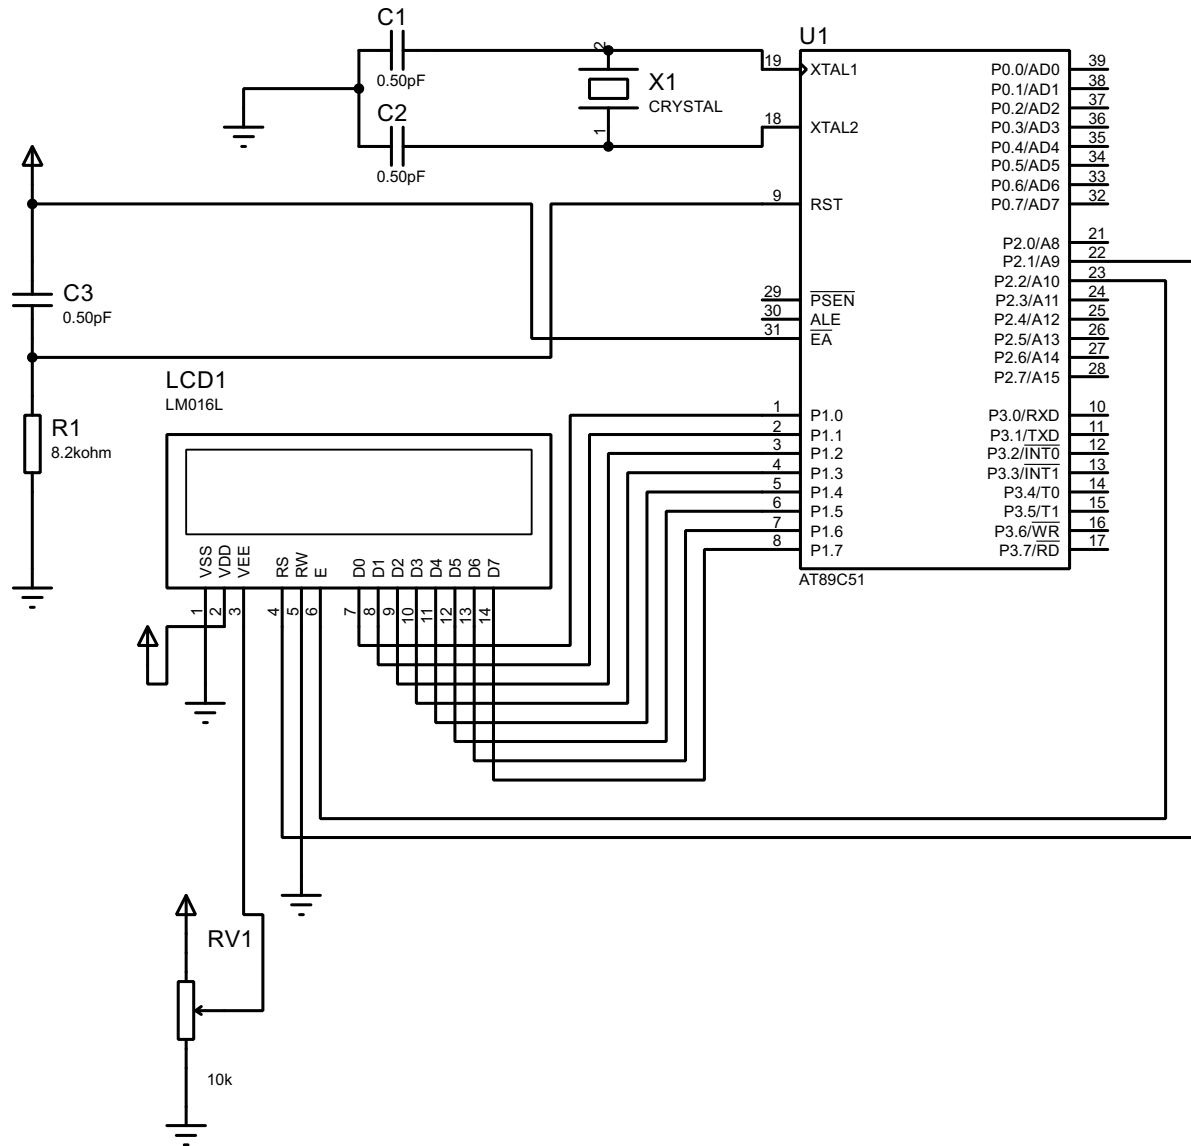 C1
0.50pF
C2
0.50pF
2
X1
CRYSTAL
1
U1
19 XTAL1
18 XTAL2
9 RST
29 PSEN
30 ALE
31 EA
1 P1.0
2 P1.1
3 P1.2
4 P1.3
5 P1.4
6 P1.5
7 P1.6
8 P1.7
P0.0/AD0 39
P0.1/AD1 38
P0.2/AD2 37
P0.3/AD3 36
P0.4/AD4 35
P0.5/AD5 34
P0.6/AD6 33
P0.7/AD7 32
P2.0/A8 21
P2.1/A9 22
P2.2/A10 23
P2.3/A11 24
P2.4/A12 25
P2.5/A13 26
P2.6/A14 27
P2.7/A15 28
P3.0/RXD 10
P3.1/TXD 11
P3.2/INT0 12
P3.3/INT1 13
P3.4/T0 14
P3.5/T1 15
P3.6/WR 16
P3.7/RD 17
AT89C51
C3
0.50pF
R1
8.2kohm
LCD1
LM016L
VSS VDD VEE RS RW E D0 D1 D2 D3 D4 D5 D6 D7
1 2 3 4 5 6 7 8 9 10 11 12 13 14
RV1
10k